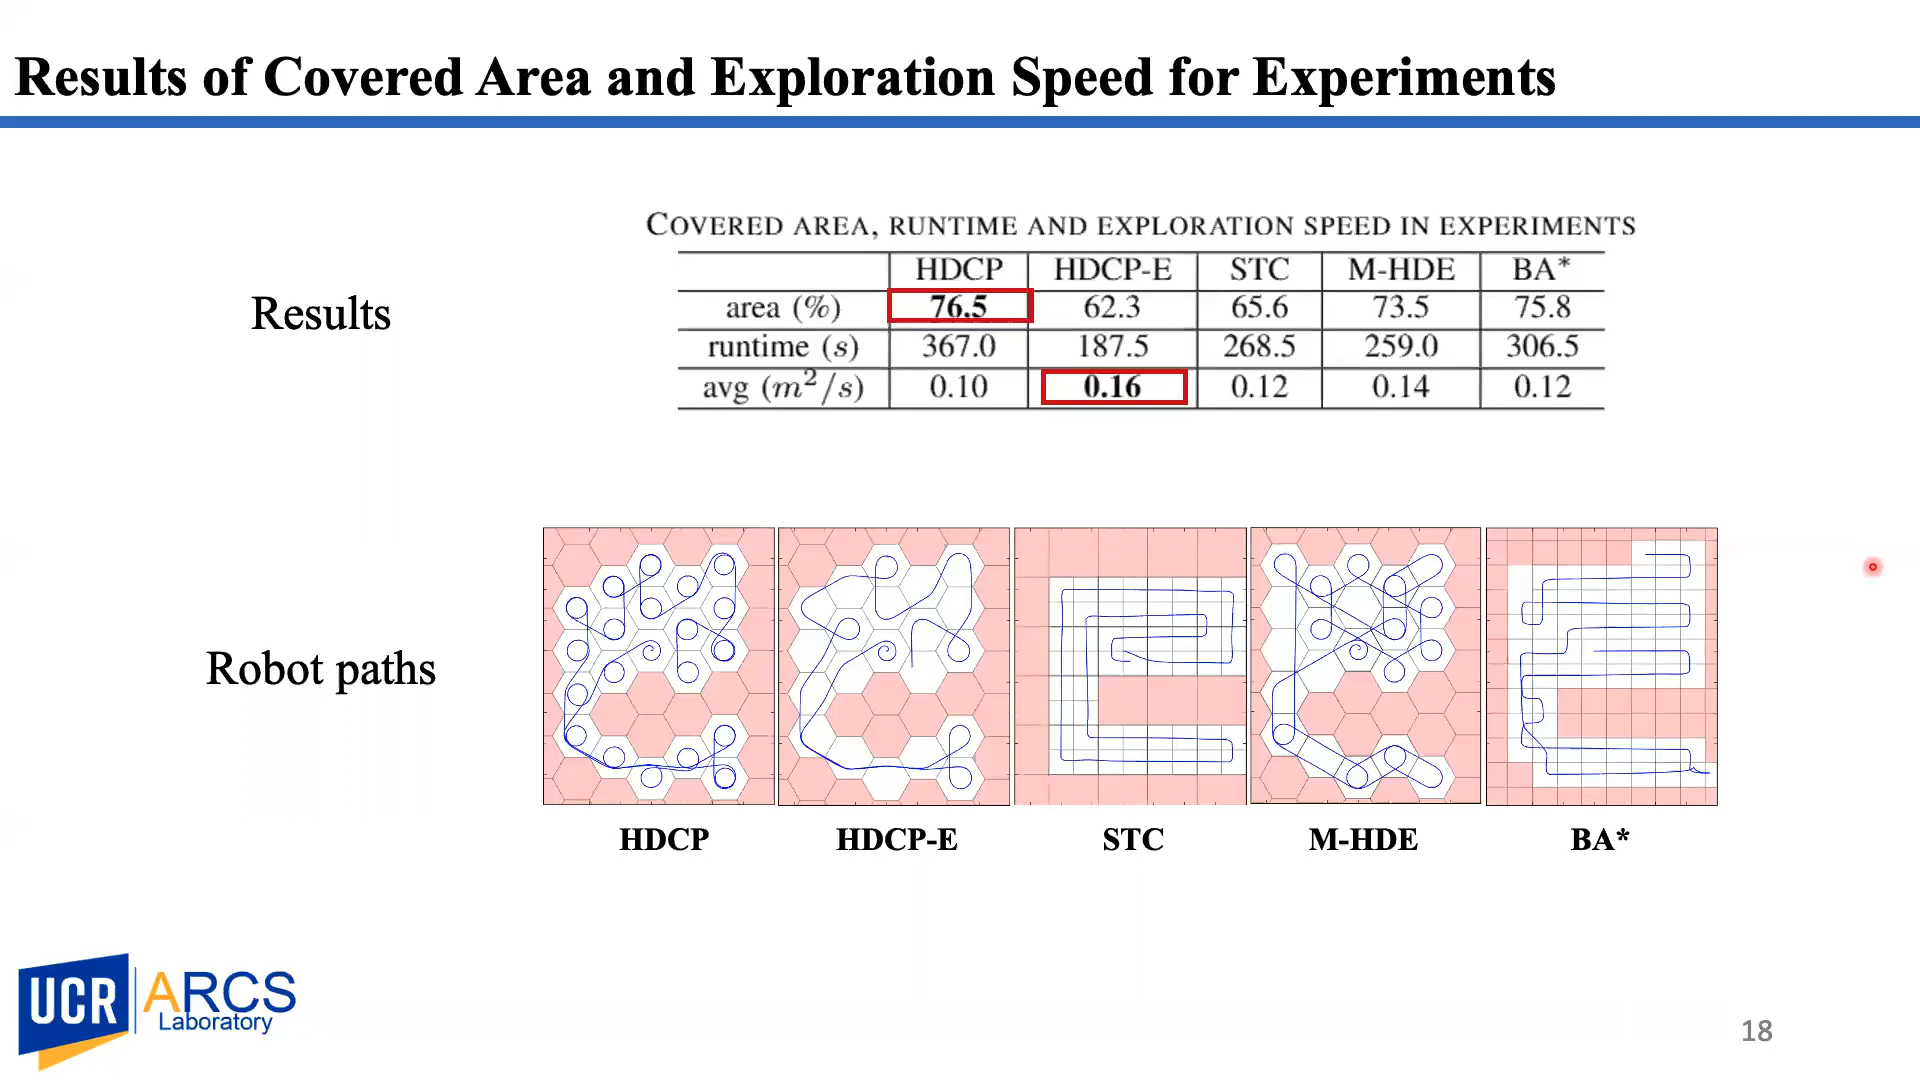 Results of Covered Area and Exploration Speed for Experiments
Results
COVERED AREA, RUNTIME AND EXPLORATION SPEED IN EXPERIMENTS
HDCP HDCP-E STC M-HDE BA*
area (%) 76.5 62.3 65.6 73.5 75.8
runtime (s) 367.0 187.5 268.5 259.0 306.5
avg (m²/s) 0.10 0.16 0.12 0.14 0.12
Robot paths
HDCP HDCP-E STC M-HDE BA*
UCR ARCS
Laboratory
18